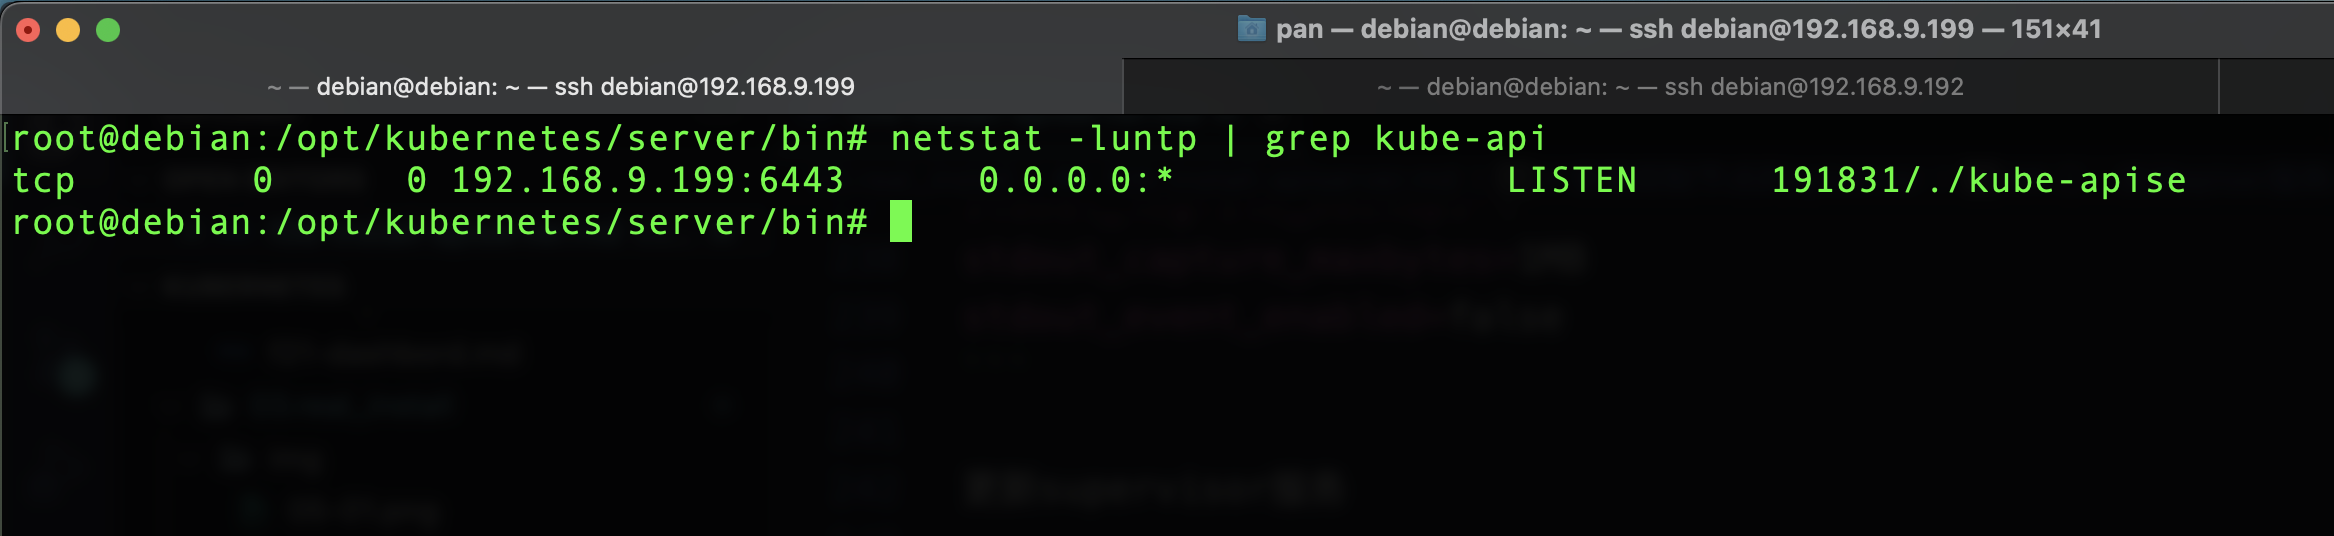 pan — debian@debian: ~ — ssh debian@192.168.9.199 — 151×41
~ — debian@debian: ~ — ssh debian@192.168.9.199
~ — debian@debian: ~ — ssh debian@192.168.9.192
[root@debian:/opt/kubernetes/server/bin# netstat -luntp | grep kube-api
tcp        0      0 192.168.9.199:6443      0.0.0.0:*               LISTEN      191831/./kube-apise
root@debian:/opt/kubernetes/server/bin#